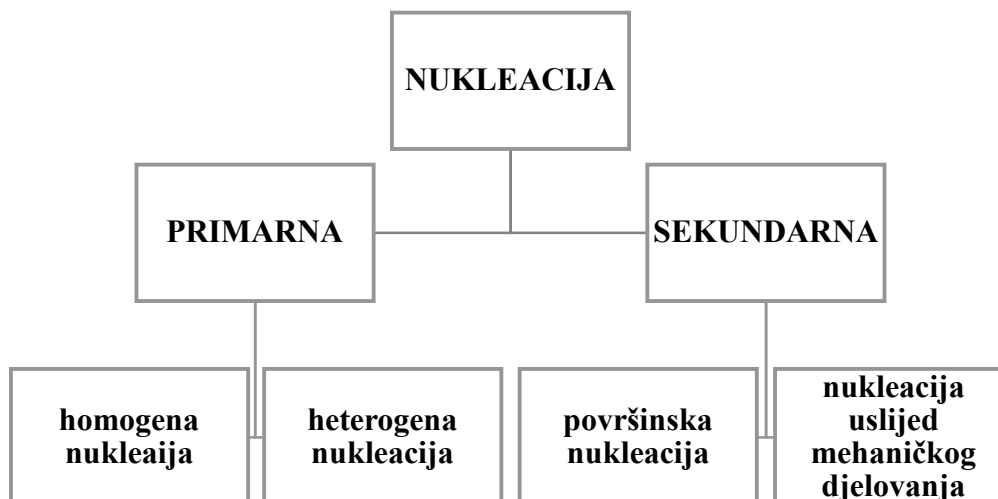 NUKLEACIJA
PRIMARNA
SEKUNDARNA
homogena
nukleaija
heterogena
nukleacija
površinska
nukleacija
nukleacija
uslijed
mehaničkog
djelovanja